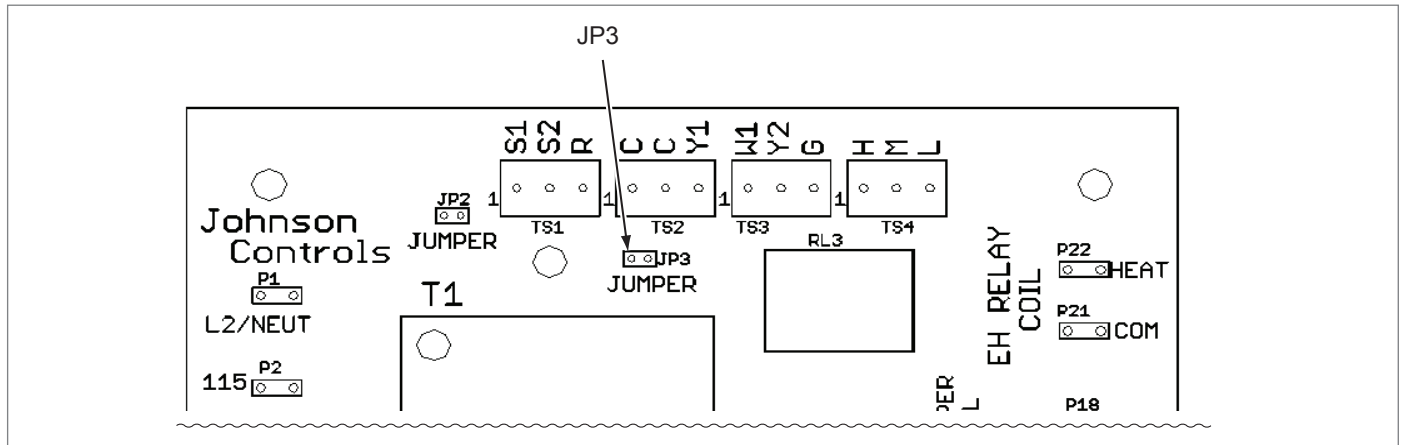 JP3
S1 S2 R C C Y1 W1 Y2 G H M L
1 1 1 1
TS1 TS2 TS3 TS4
JP2
JUMPER
Johnson
Controls
JP3
JUMPER
RL3
P1
L2/NEUT
T1
P2
115
EH RELAY
COIL
P22
HEAT
P21
COM
P18